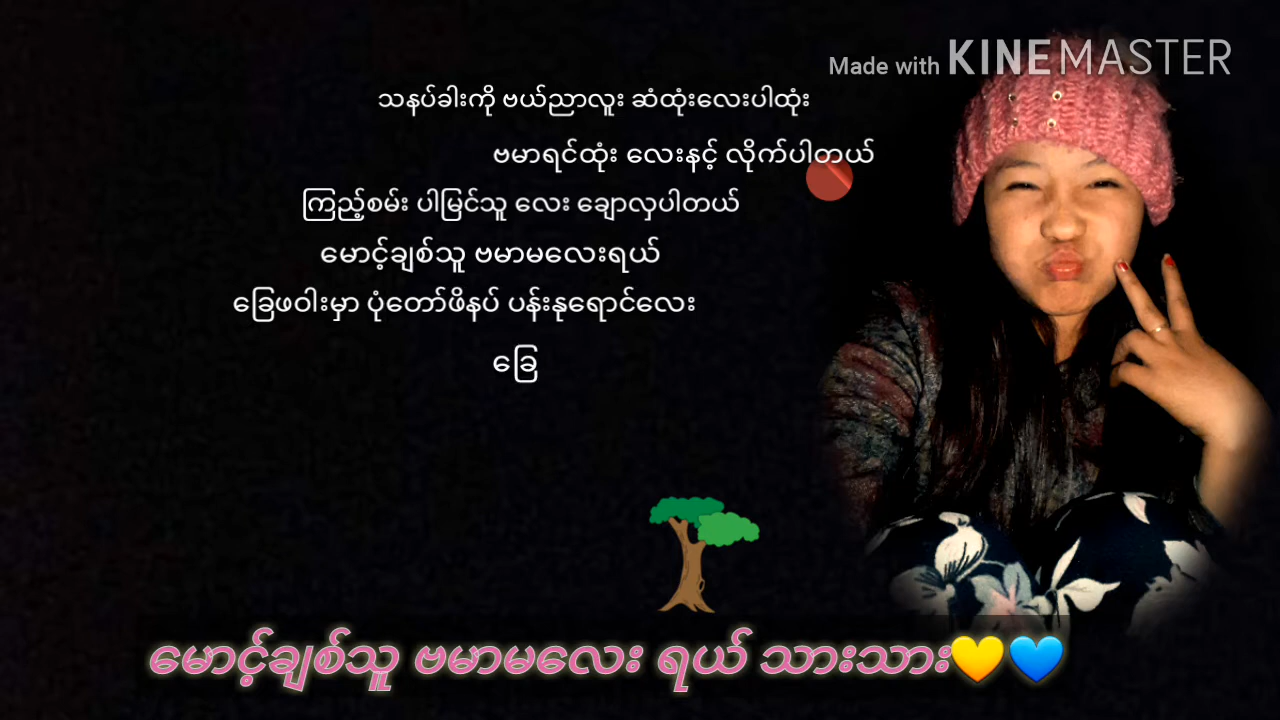 Made with KINEMASTER
သနပ်ခါးကို ဗယ်ညာလူး ဆံထုံးလေးပါထုံး
ဗမာရင်ထုံး လေးနှင့် လိုက်ပါတယ်
ကြည့်စမ်း ပါမြင်သူ လေး ချောလှပါတယ်
မောင့်ချစ်သူ ဗမာမလေးရယ်
ခြေဖဝါးမှာ ပုံတော်ဖိနပ် ပန်းနုရောင်လေး
ခြေ
မောင့်ချစ်သူ ဗမာမလေး ရယ် သားသား💛💙